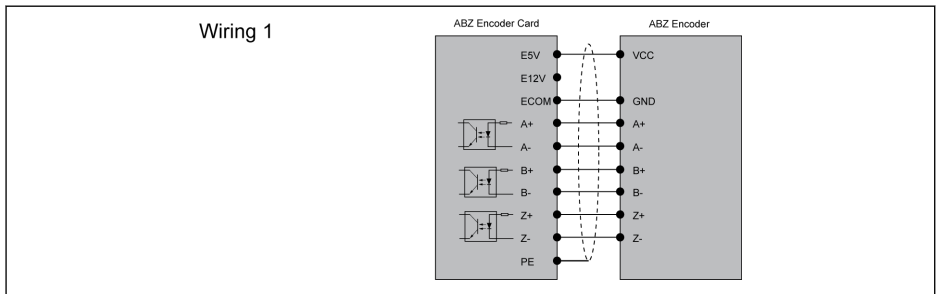 Wiring 1
ABZ Encoder Card
ABZ Encoder
E5V
VCC
E12V
ECOM
GND
A+
A+
A-
A-
B+
B+
B-
B-
Z+
Z+
Z-
Z-
PE